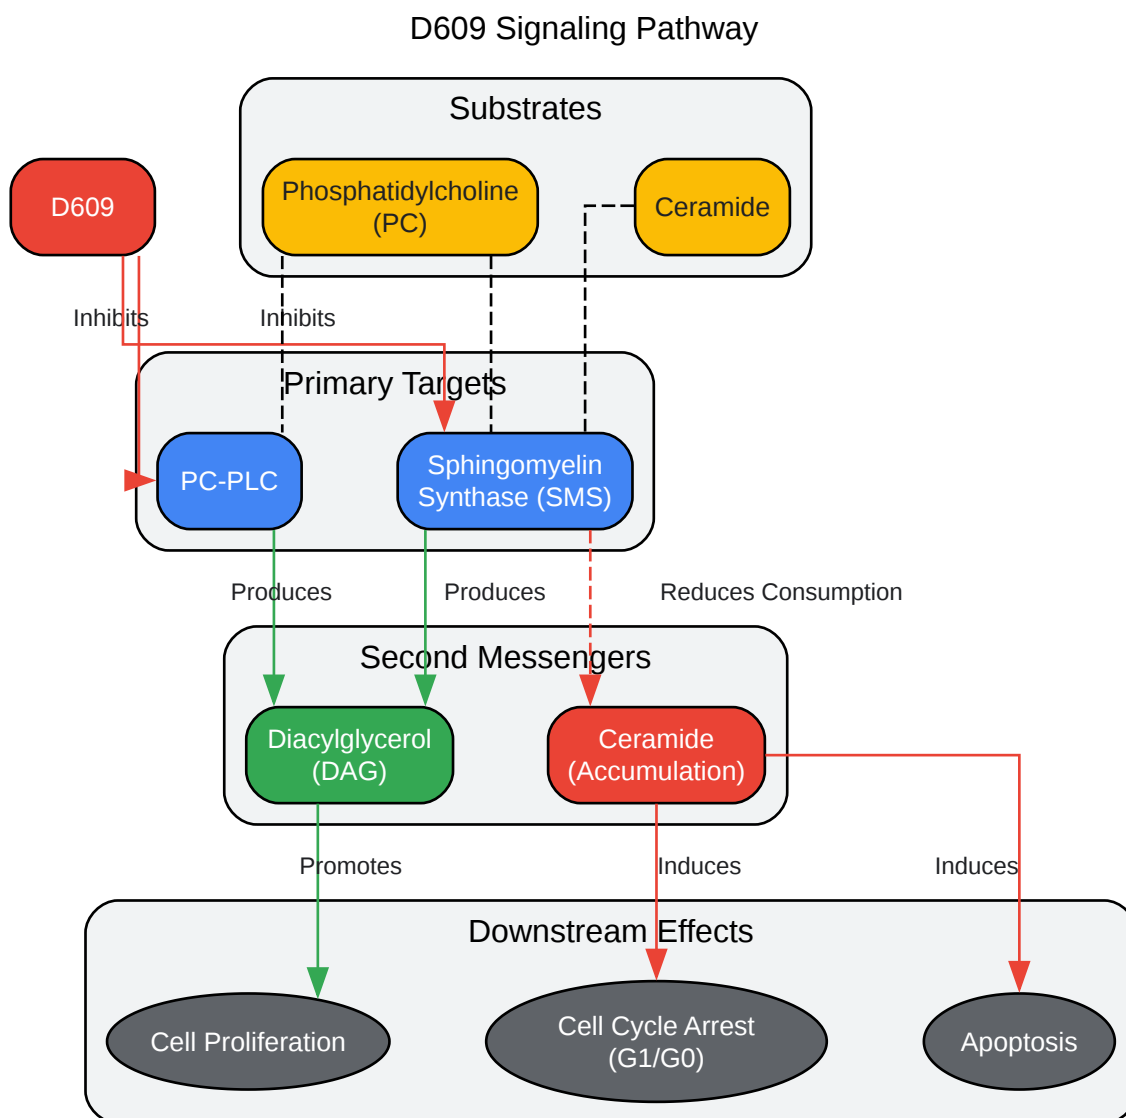 D609 Signaling Pathway
Substrates
D609
Phosphatidylcholine
(PC)
Ceramide
Inhibits
Inhibits
Primary Targets
PC-PLC
Sphingomyelin
Synthase (SMS)
Produces
Produces
Reduces Consumption
Second Messengers
Diacylglycerol
(DAG)
Ceramide
(Accumulation)
Promotes
Induces
Induces
Downstream Effects
Cell Proliferation
Cell Cycle Arrest
(G1/G0)
Apoptosis